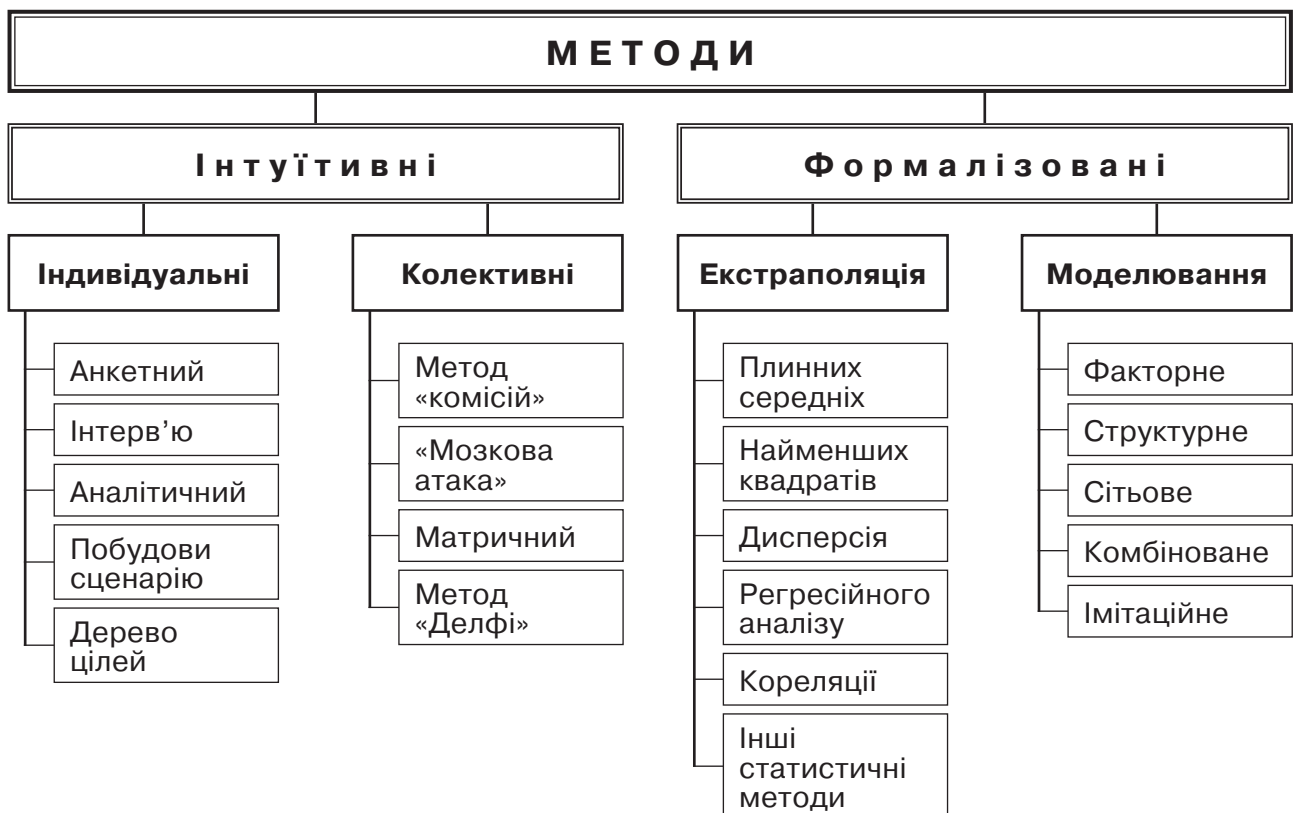 МЕТОДИ
Інтуїтивні
Формалізовані
Індивідуальні
Анкетний
Інтерв’ю
Аналітичний
Побудови
сценарію
Дерево
цілей
Колективні
Метод
«комісій»
«Мозкова
атака»
Матричний
Метод
«Делфі»
Екстраполяція
Плинних
середніх
Найменших
квадратів
Дисперсія
Регресійного
аналізу
Кореляції
Інші
статистичні
методи
Моделювання
Факторне
Структурне
Сітьове
Комбіноване
Імітаційне